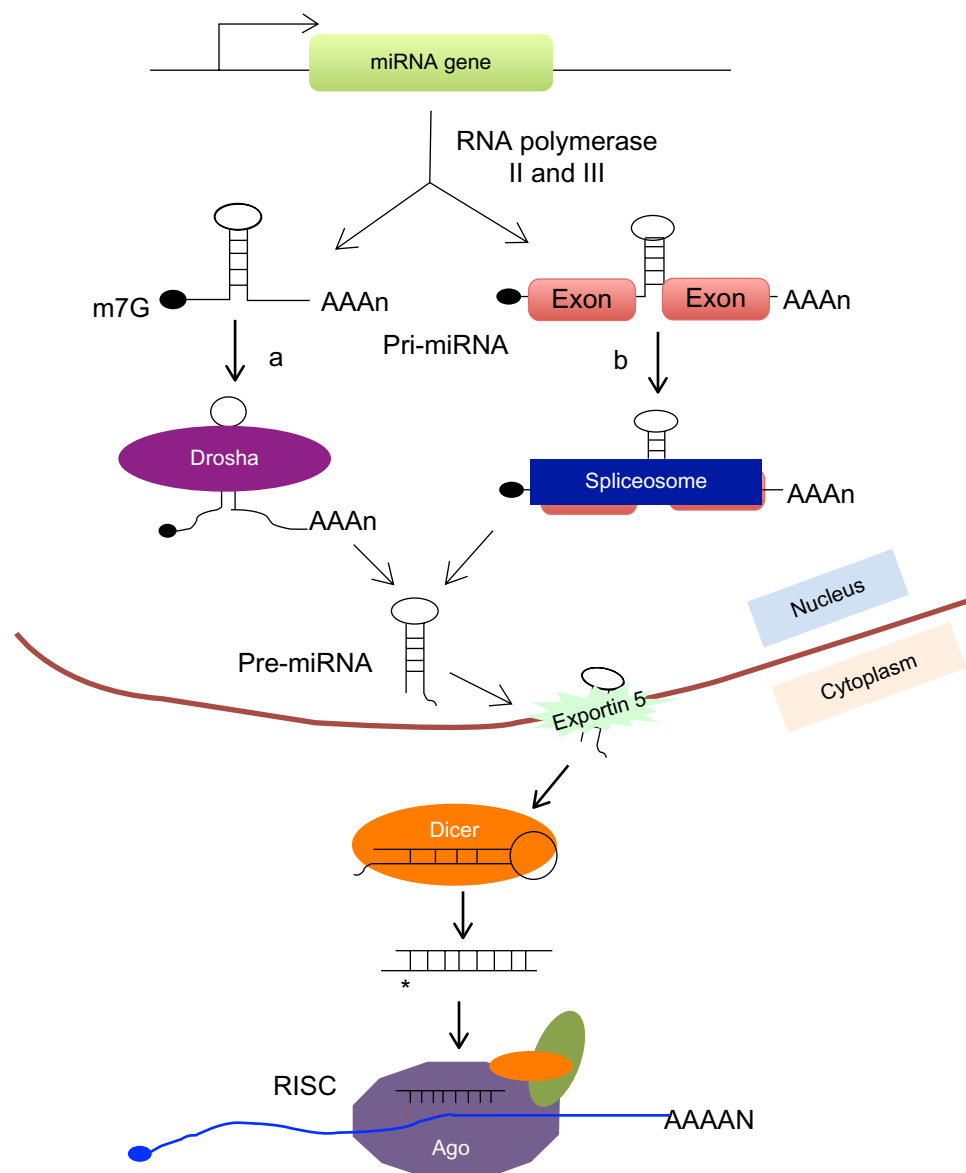 miRNA gene
RNA polymerase
II and III
m7G
AAAn
Exon
Exon
AAAn
Pri-miRNA
a
b
Drosha
Spliceosome
AAAn
AAAn
Nucleus
Pre-miRNA
Cytoplasm
Exportin 5
Dicer
*
RISC
AAAAN
Ago